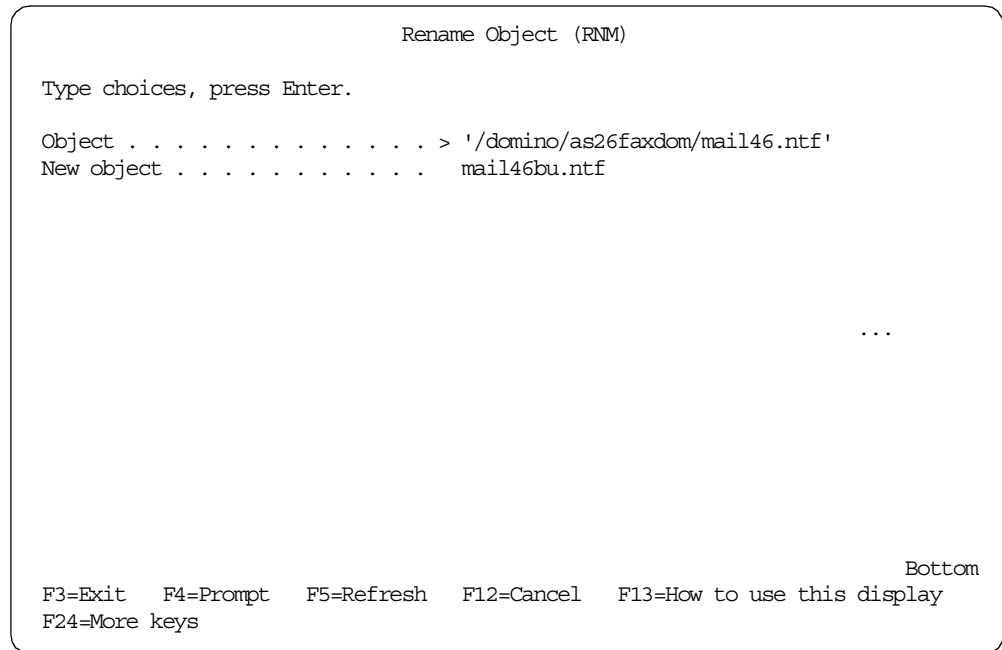 Rename Object (RNM)
Type choices, press Enter.
Object . . . . . . . . . . . . . . > '/domino/as26faxdom/mail46.ntf'
New object . . . . . . . . . . . mail46bu.ntf
...
Bottom
F3=Exit F4=Prompt F5=Refresh F12=Cancel F13=How to use this display
F24=More keys